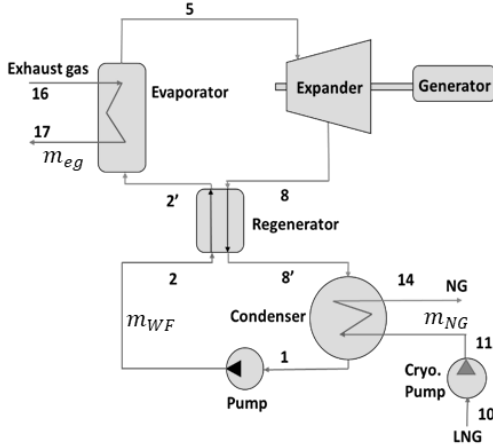 5
Exhaust gas
16
Evaporator
Expander
Generator
17
m_eg
2’
8
Regenerator
2
8’
14
NG
m_WF
Condenser
m_NG
1
11
Pump
Cryo.
Pump
10
LNG